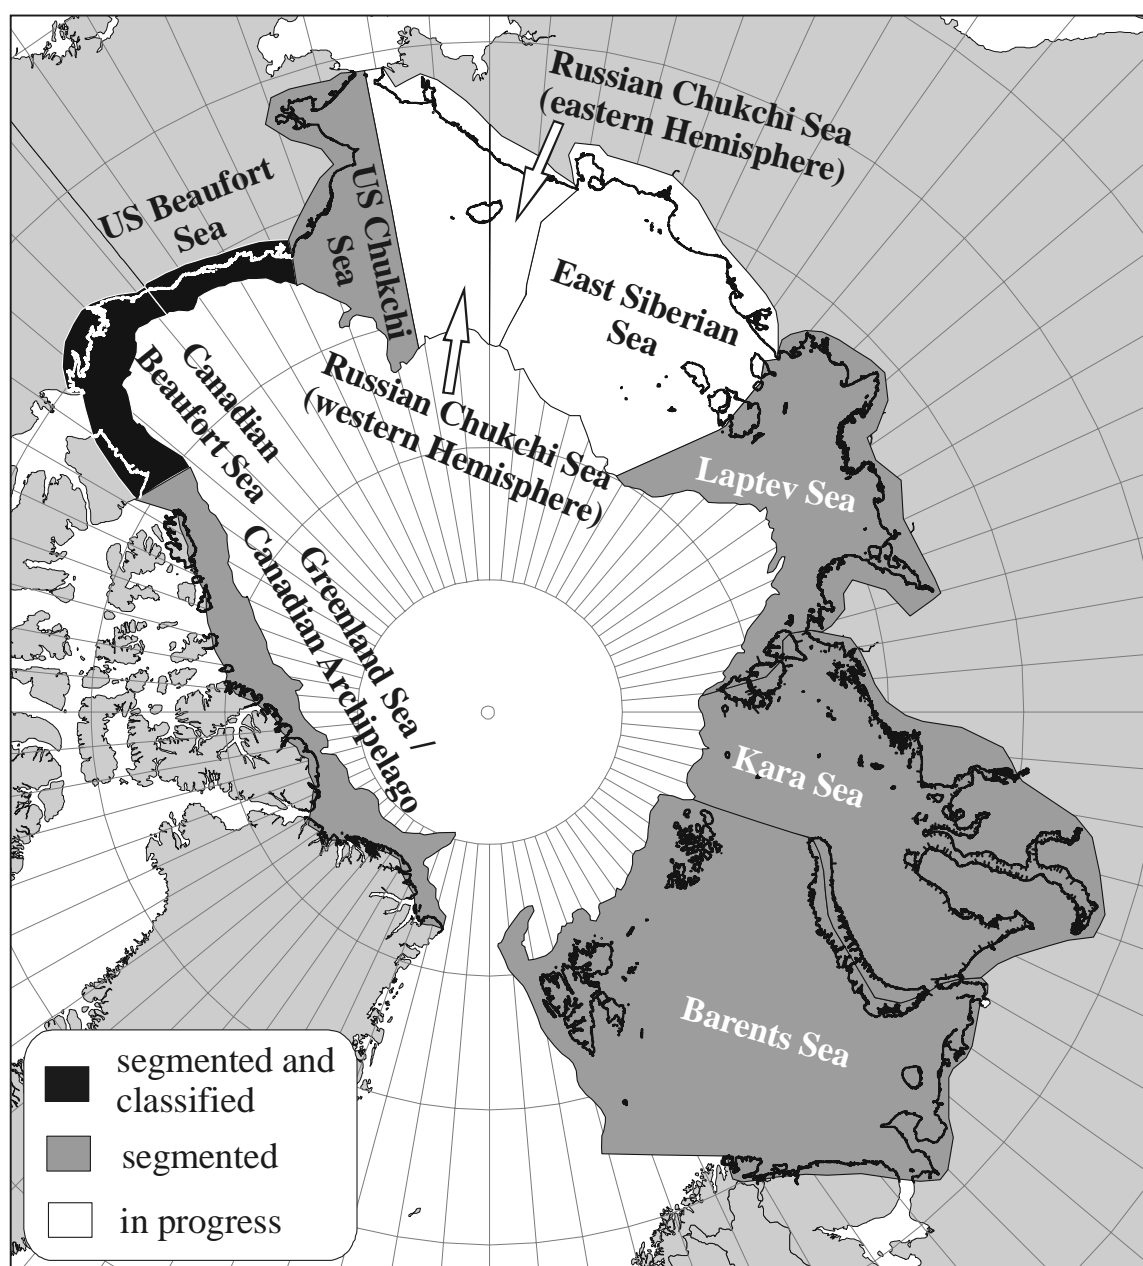 Russian Chukchi Sea
(eastern Hemisphere)
US Beaufort
Sea
US Chukchi
Sea
East Siberian
Sea
Canadian
Beaufort Sea
Russian Chukchi Sea
(western Hemisphere)
Laptev Sea
Greenland Sea /
Canadian Archipelago
Kara Sea
Barents Sea
segmented and
classified
segmented
in progress